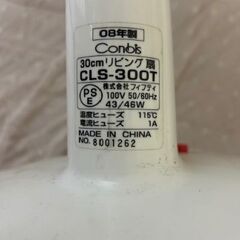 08年製
Conbis
30cmリビング扇
CLS-300T
PSE
株式会社フィフティ
100V 50/60Hz
43/46W
温度ヒューズ 115℃
電流ヒューズ 1A
MADE IN CHINA
NO. 8001262